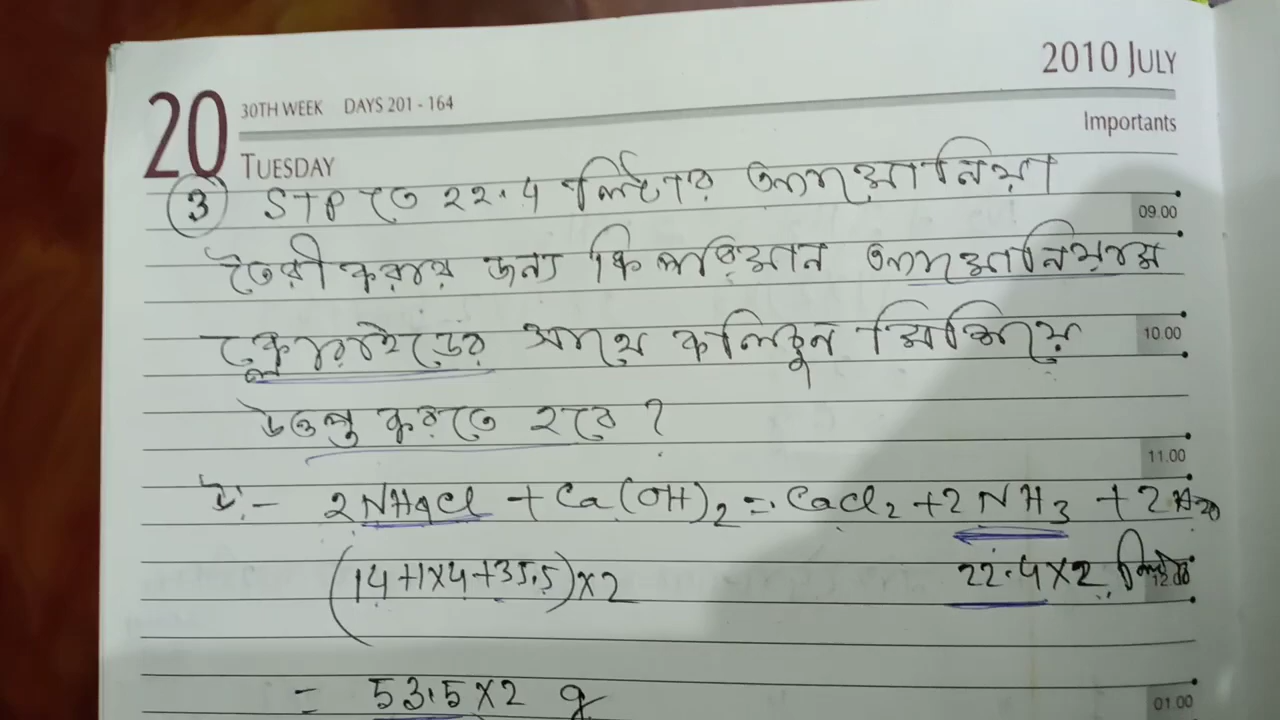 2010 JULY
20 30TH WEEK DAYS 201 - 164
Importants
TUESDAY
3 STP তে ২২.৪ লিটার অ্যামোনিয়া
09.00
তৈরী করার জন্য কি পরিমান অ্যামোনিয়াম
ক্লোরাইডের সাথে কলিচুন মিশিয়ে
10.00
উত্তপ্ত করতে হবে ?
11.00
উঃ- 2NH4Cl + Ca(OH)2 = CaCl2 + 2NH3 + 2H2O
(14+1×4+35.5)×2 22.4×2 লিটার
12.00
= 53.5×2 g
01.00